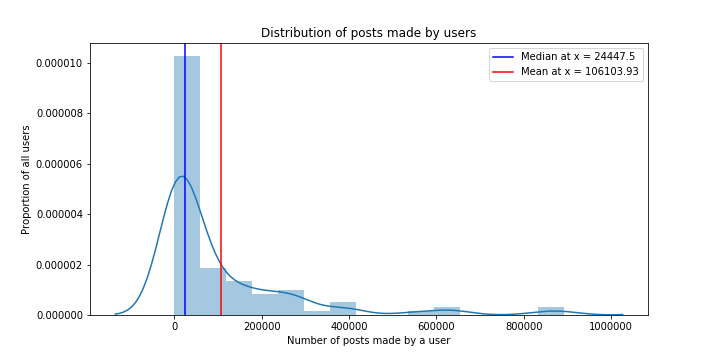 Distribution of posts made by users
Median at x = 24447.5
Mean at x = 106103.93
Proportion of all users
0.000010
0.000008
0.000006
0.000004
0.000002
0.000000
0 200000 400000 600000 800000 1000000
Number of posts made by a user